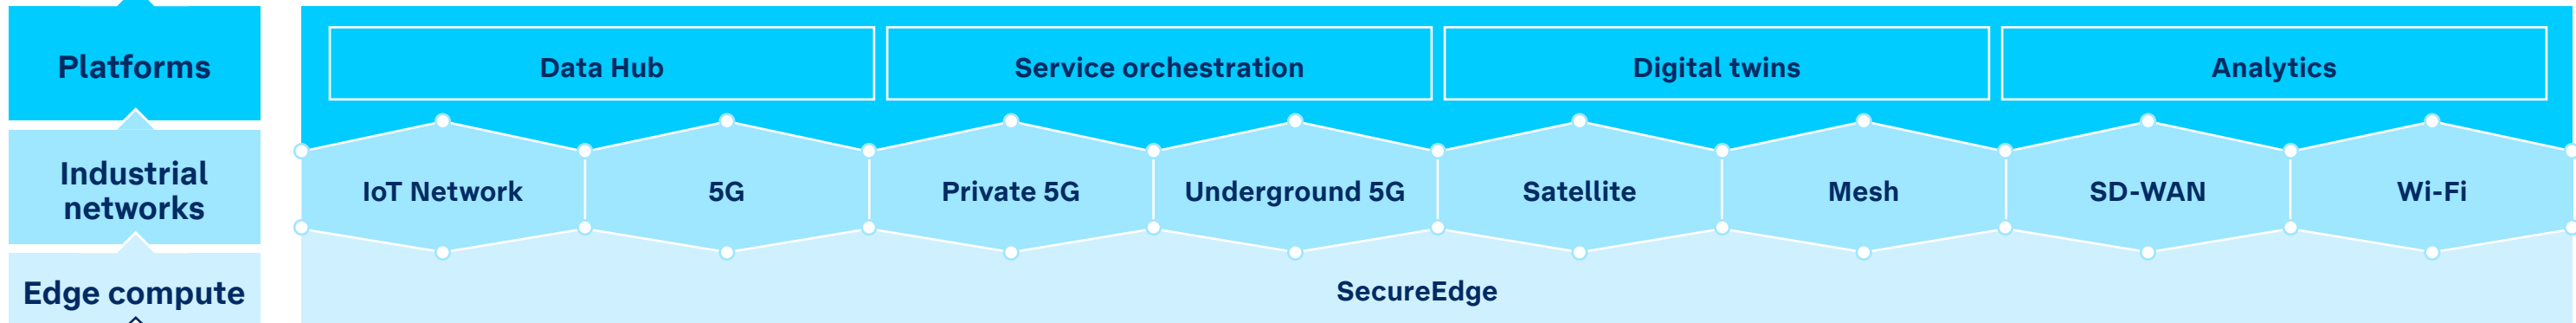 Platforms
Data Hub
Service orchestration
Digital twins
Analytics
Industrial
networks
IoT Network
5G
Private 5G
Underground 5G
Satellite
Mesh
SD-WAN
Wi-Fi
Edge compute
SecureEdge